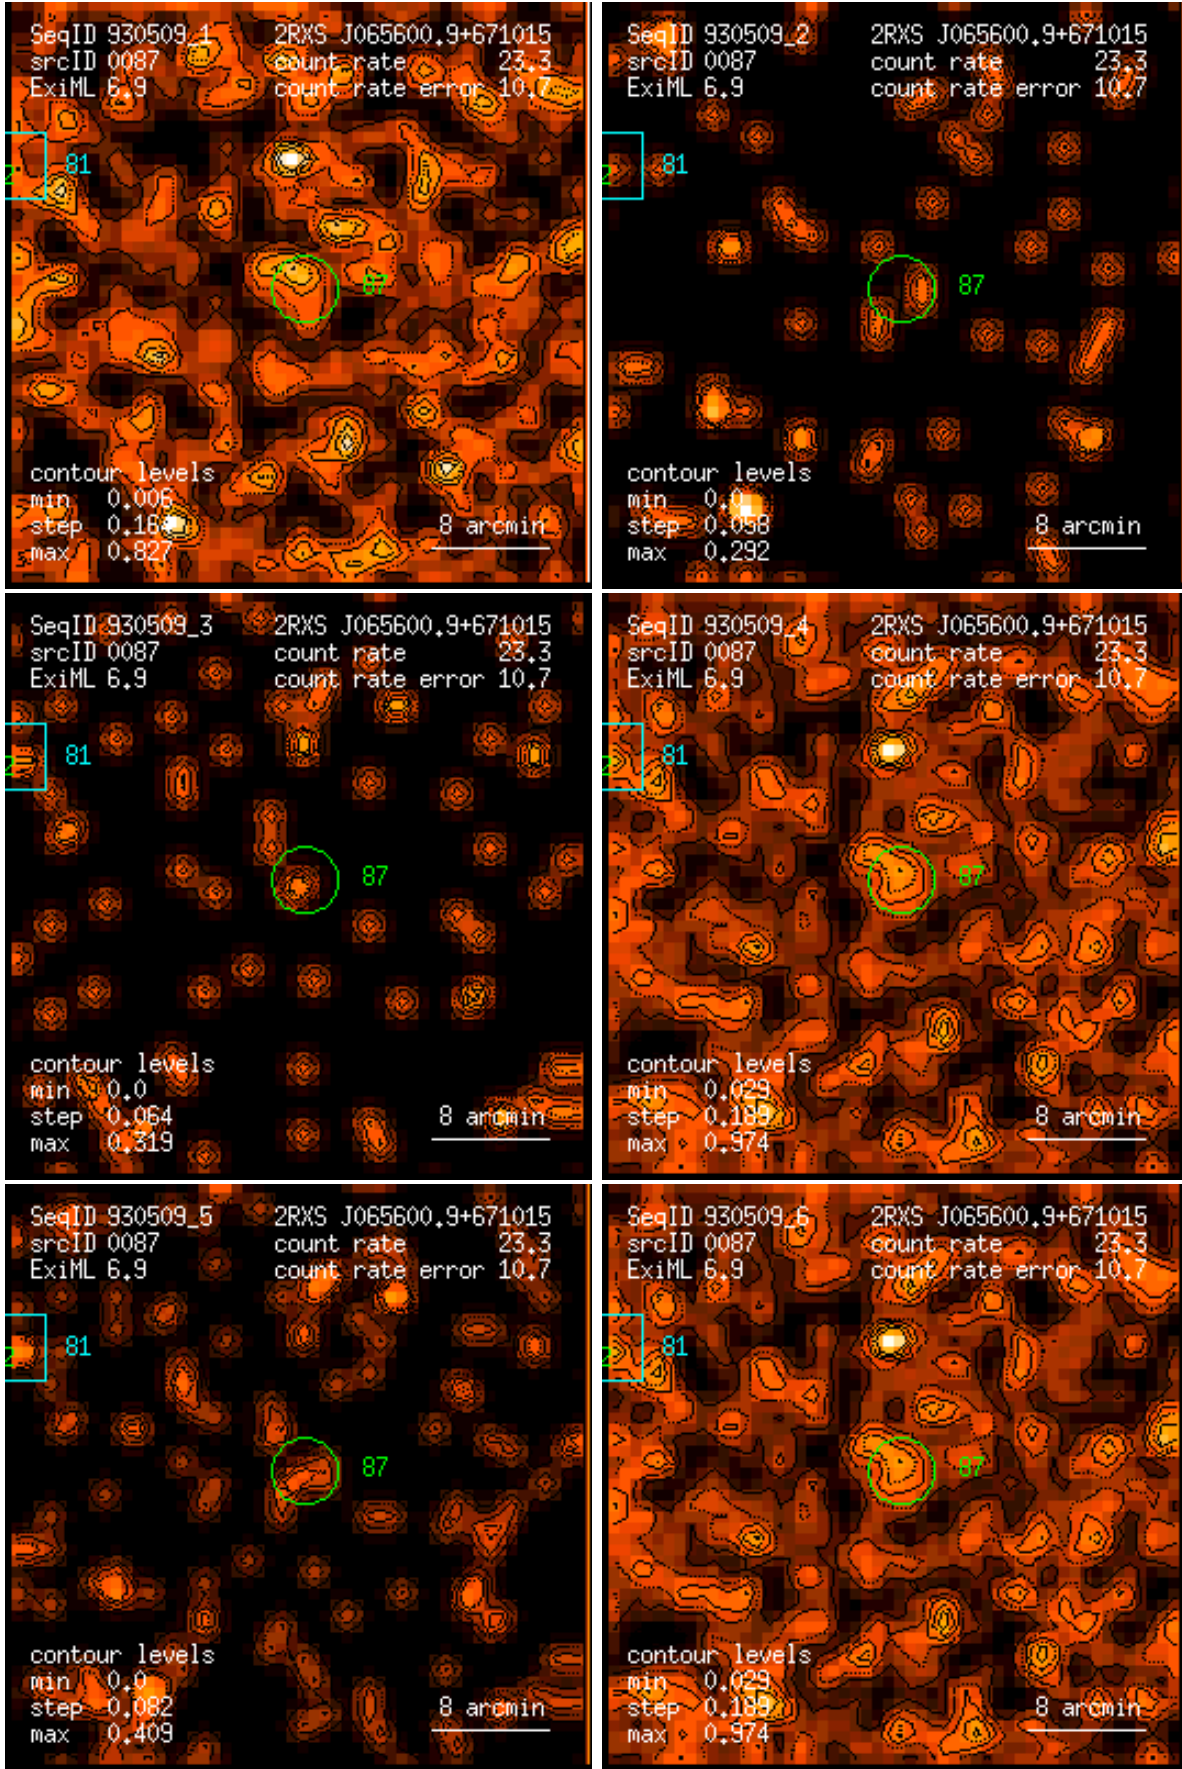 SeqID 930509_1 2RXS J065600.9+671015
srcID 0087 count rate 23.3
ExiML 6.9 count rate error 10.7
81
2
87
contour levels
min 0.006
step 0.164
max 0.827
8 arcmin
SeqID 930509_2 2RXS J065600.9+671015
srcID 0087 count rate 23.3
ExiML 6.9 count rate error 10.7
81
2
87
contour levels
min 0.0
step 0.058
max 0.292
8 arcmin
SeqID 930509_3 2RXS J065600.9+671015
srcID 0087 count rate 23.3
ExiML 6.9 count rate error 10.7
81
2
87
contour levels
min 0.0
step 0.064
max 0.319
8 arcmin
SeqID 930509_4 2RXS J065600.9+671015
srcID 0087 count rate 23.3
ExiML 6.9 count rate error 10.7
81
2
87
contour levels
min 0.029
step 0.189
max 0.974
8 arcmin
SeqID 930509_5 2RXS J065600.9+671015
srcID 0087 count rate 23.3
ExiML 6.9 count rate error 10.7
81
2
87
contour levels
min 0.0
step 0.082
max 0.409
8 arcmin
SeqID 930509_6 2RXS J065600.9+671015
srcID 0087 count rate 23.3
ExiML 6.9 count rate error 10.7
81
2
87
contour levels
min 0.029
step 0.189
max 0.974
8 arcmin